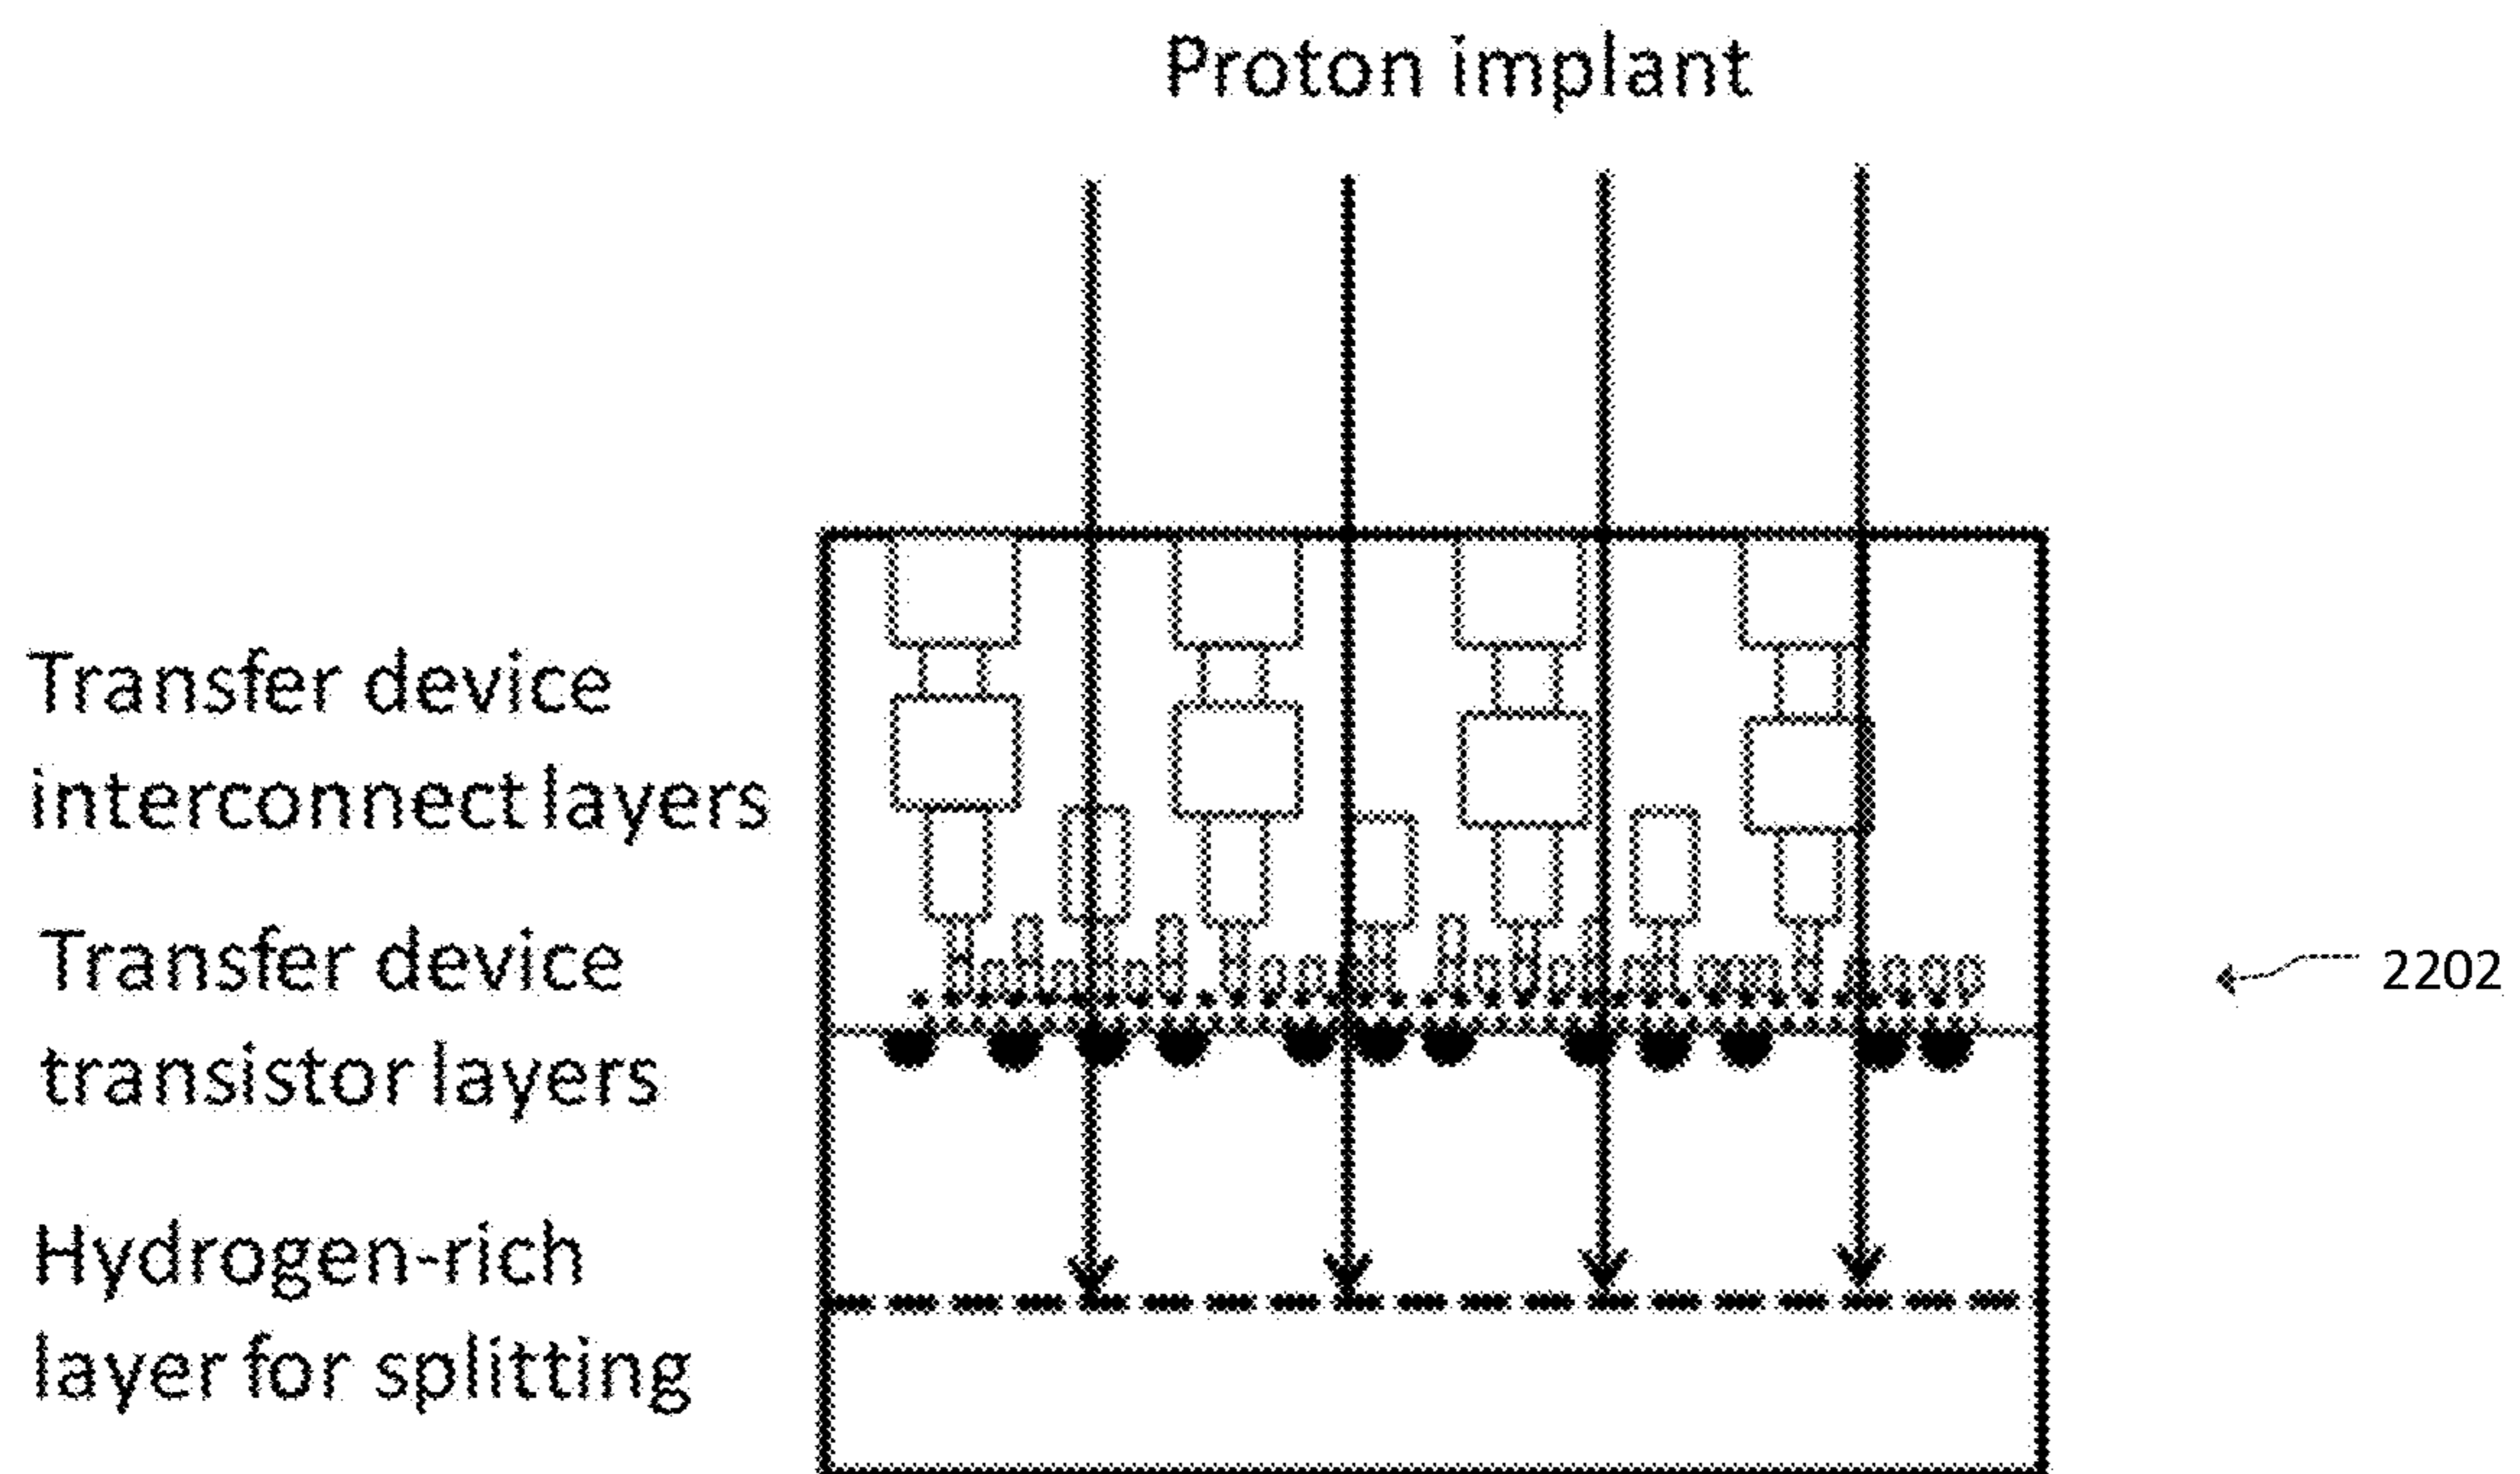 Proton implant
Transfer device
interconnect layers
Transfer device
transistor layers
2202
Hydrogen-rich
layer for splitting